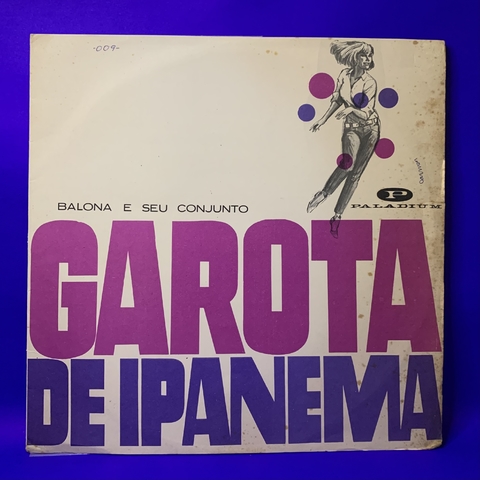 -009-
P
PALADIUM
BALONA E SEU CONJUNTO
GAROTA
DE IPANEMA